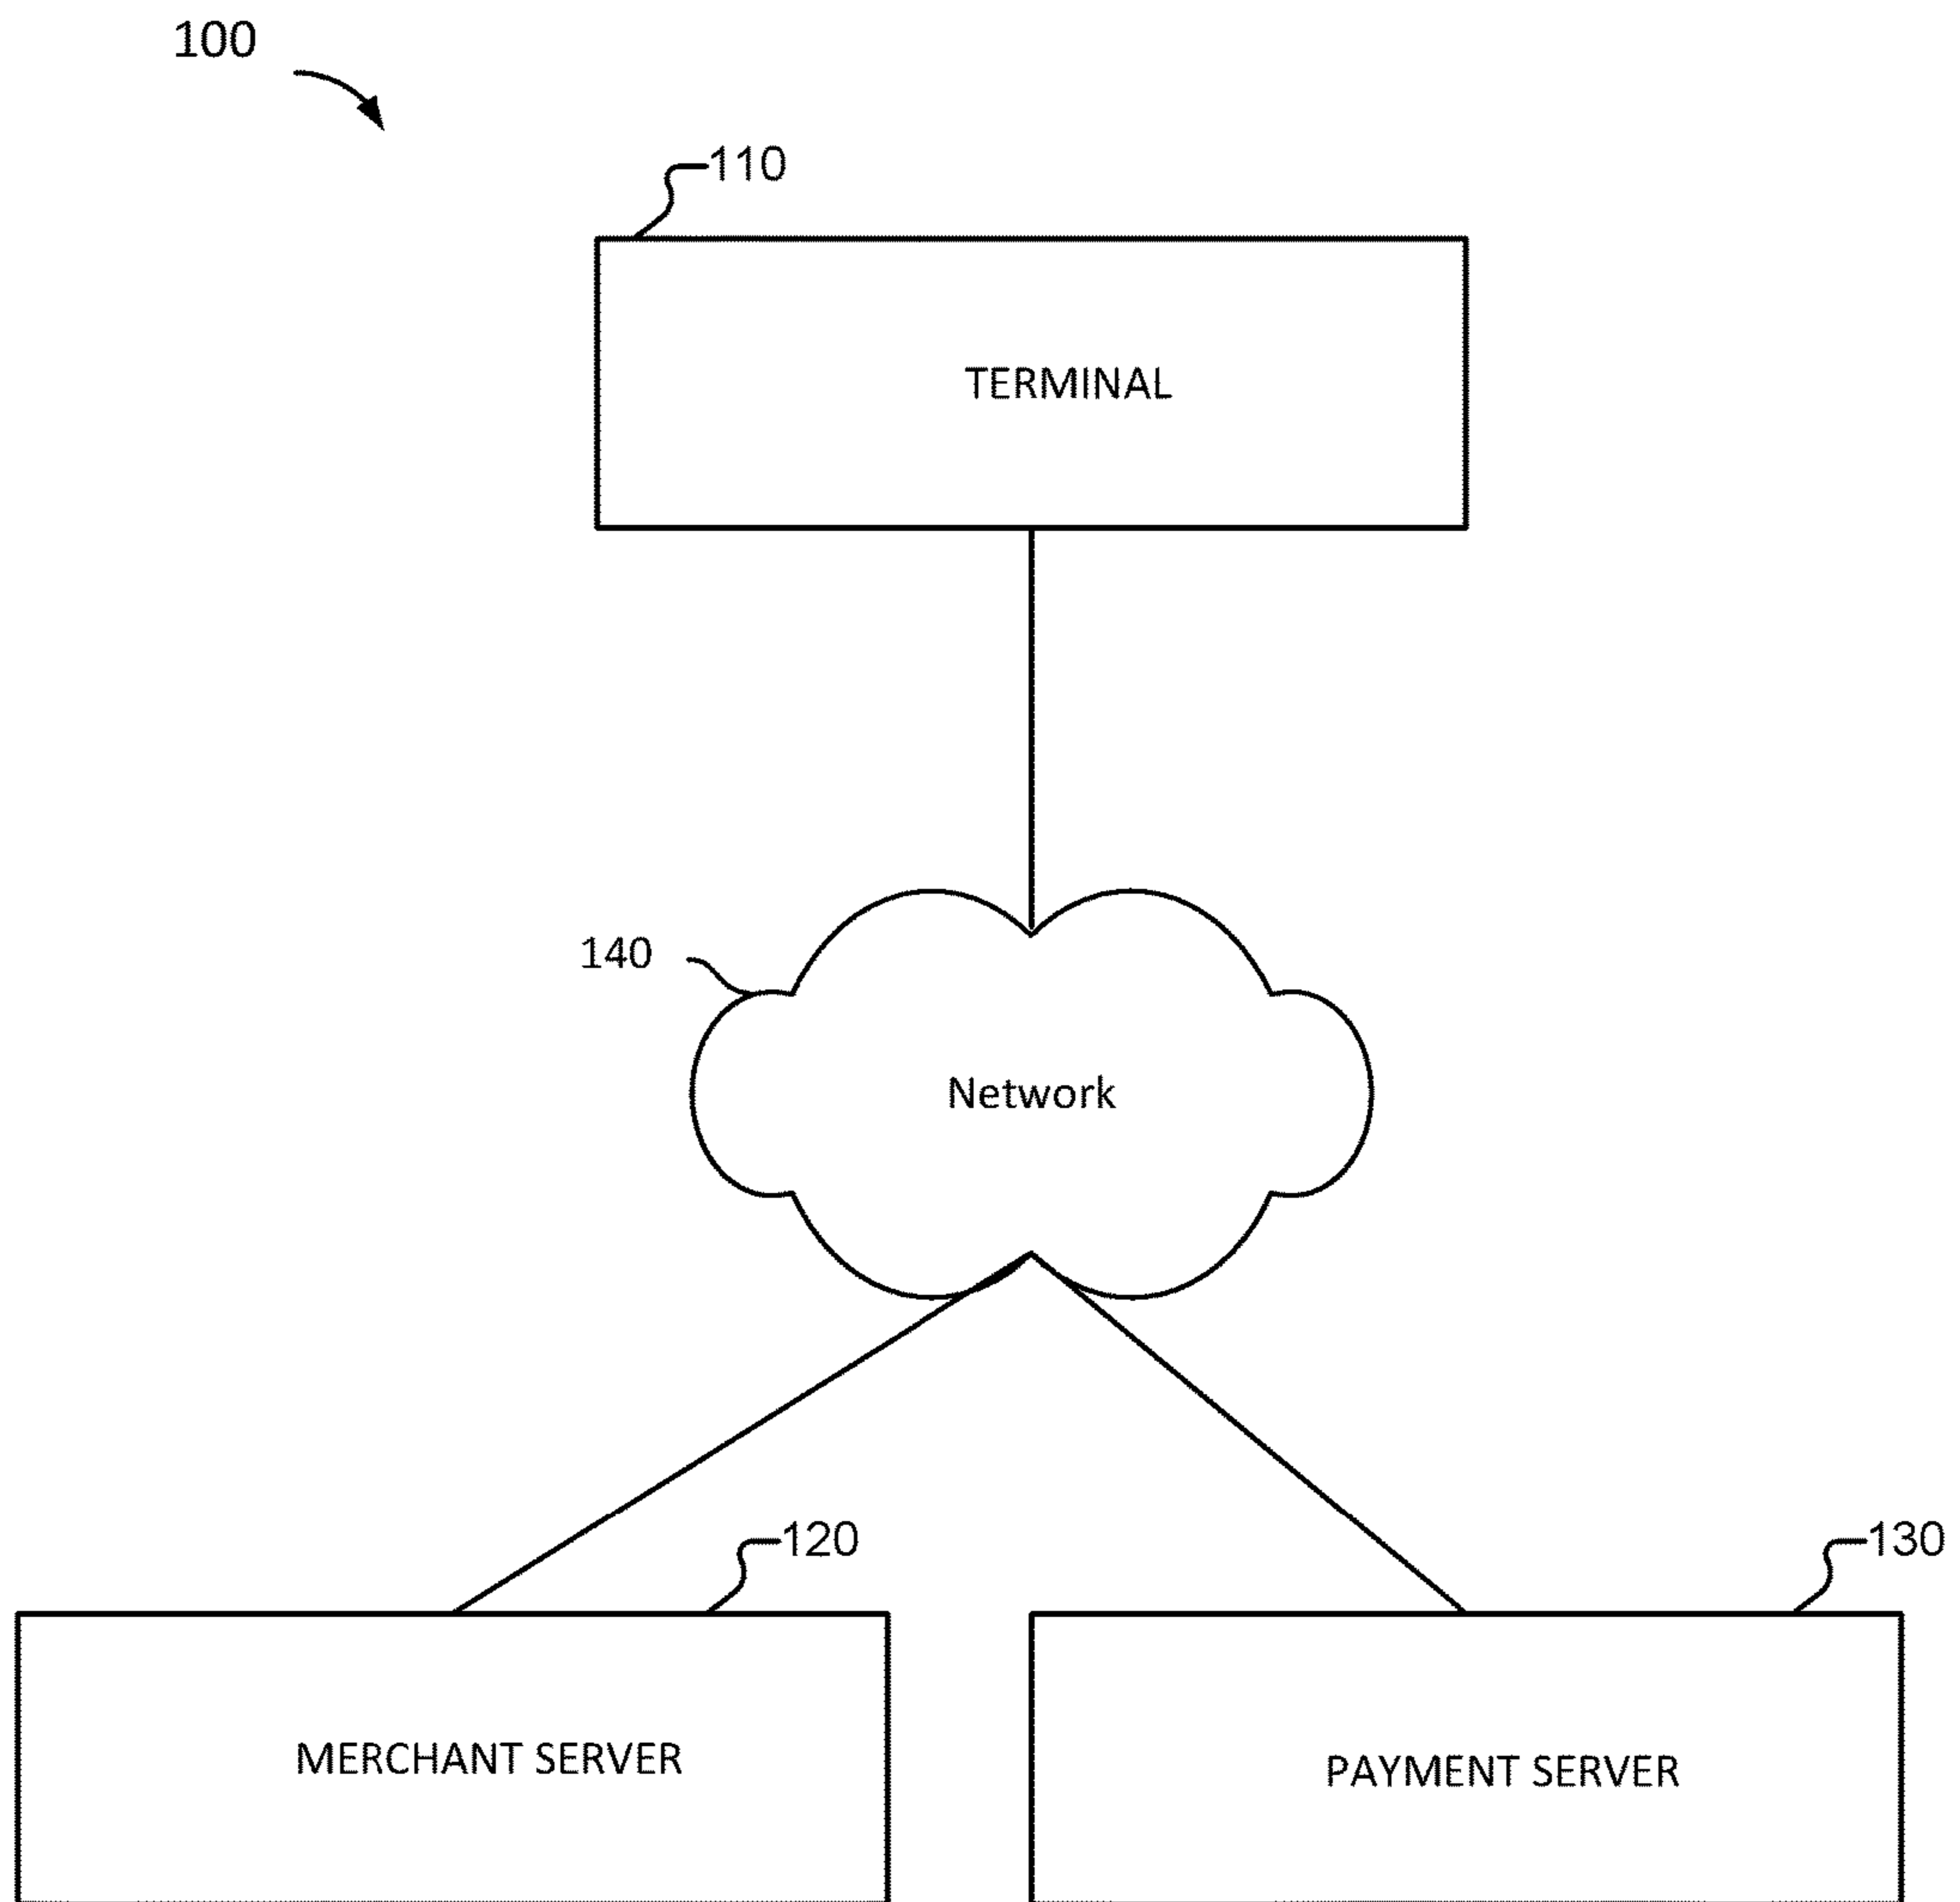 100
110
TERMINAL
140
Network
120
130
MERCHANT SERVER
PAYMENT SERVER